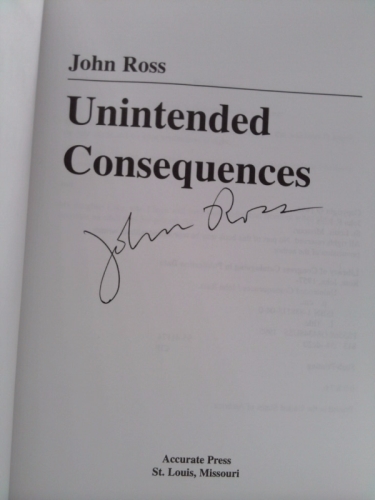 John Ross
Unintended
Consequences
John Ross
Accurate Press
St. Louis, Missouri